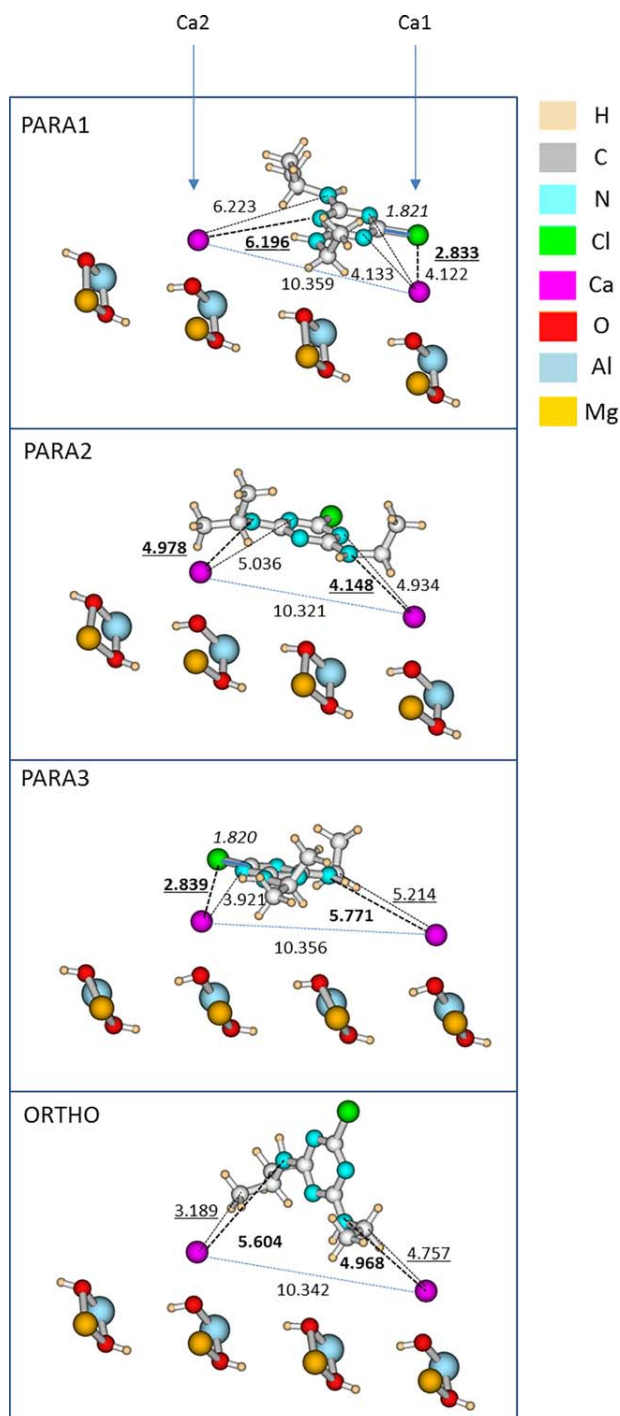 Ca2 Ca1
PARA1
H
C
N
Cl
Ca
O
Al
Mg
6.223
1.821
6.196
2.833
4.133
4.122
10.359
PARA2
4.978
5.036
4.148
4.934
10.321
PARA3
1.820
2.839
3.921
5.214
5.771
10.356
ORTHO
3.189
5.604
4.968
4.757
10.342